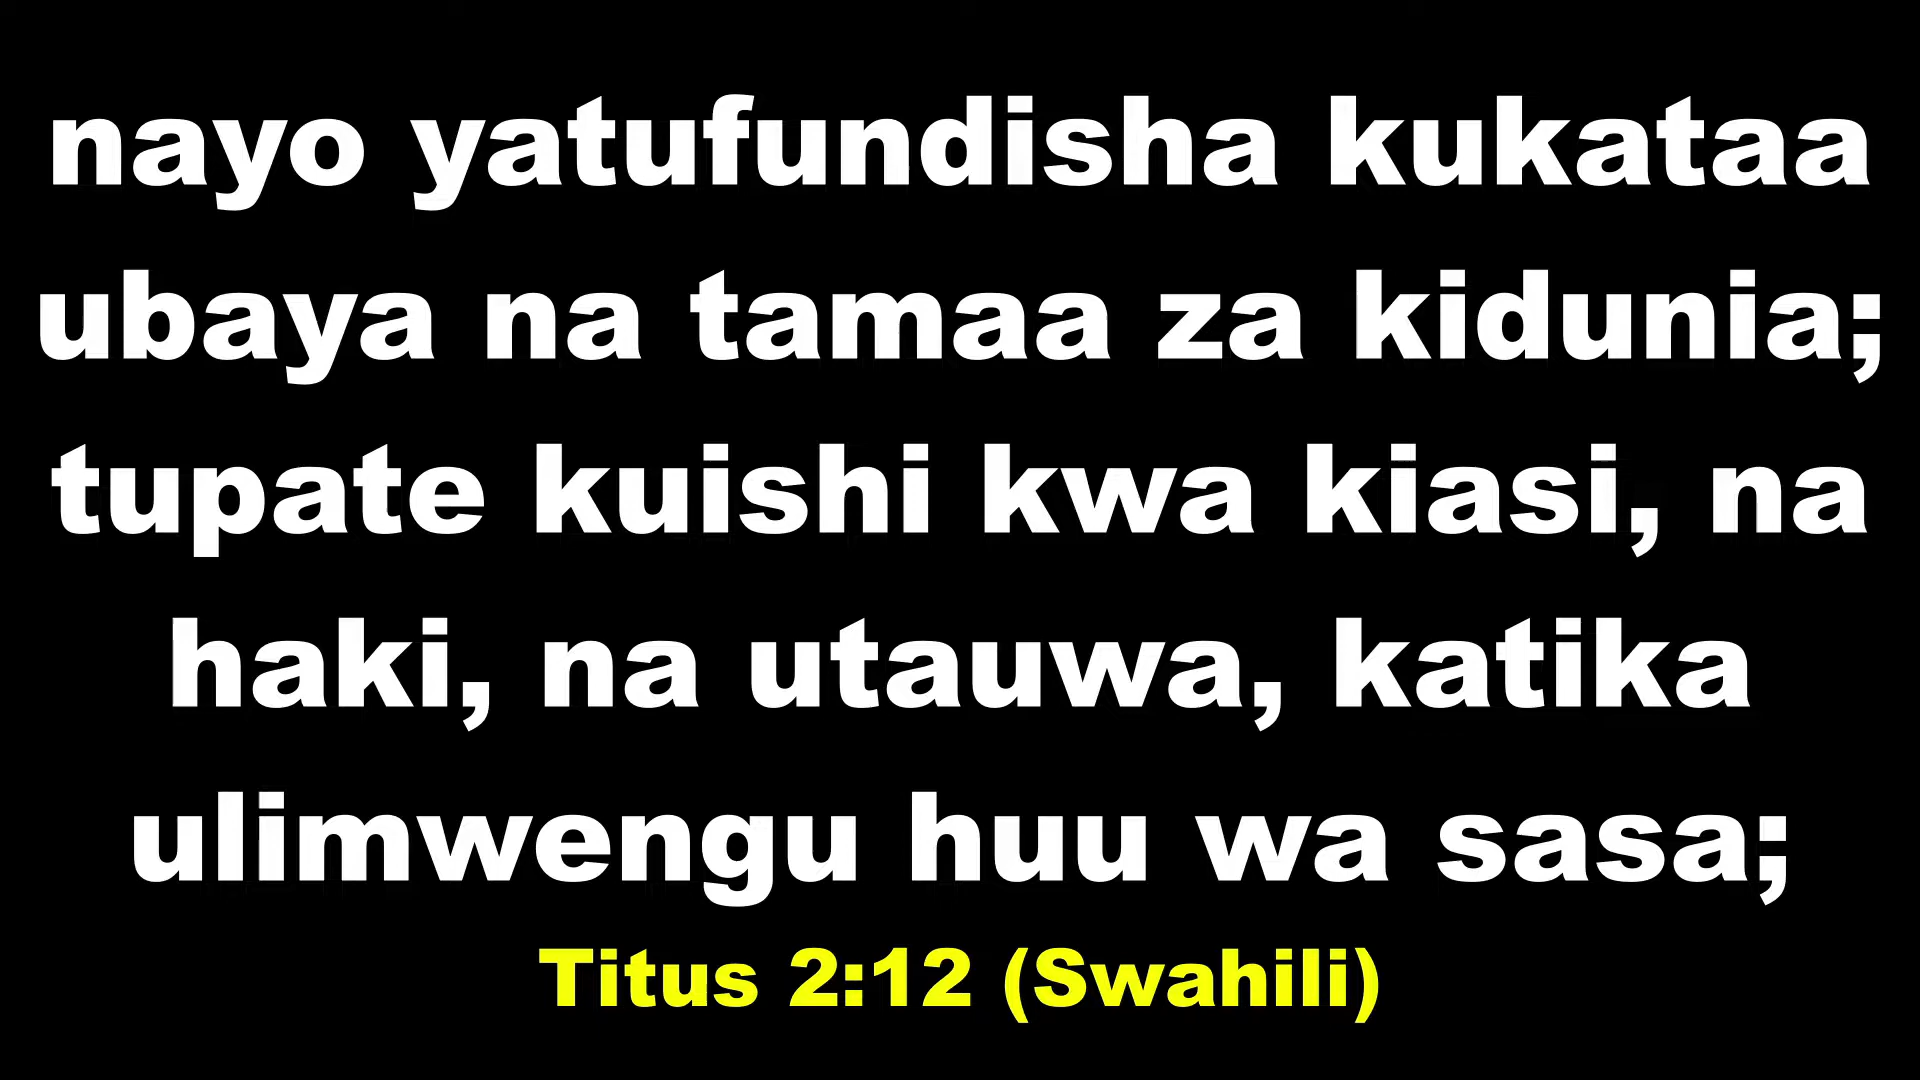 nayo yatufundisha kukataa
ubaya na tamaa za kidunia;
tupate kuishi kwa kiasi, na
haki, na utauwa, katika
ulimwengu huu wa sasa;
Titus 2:12 (Swahili)